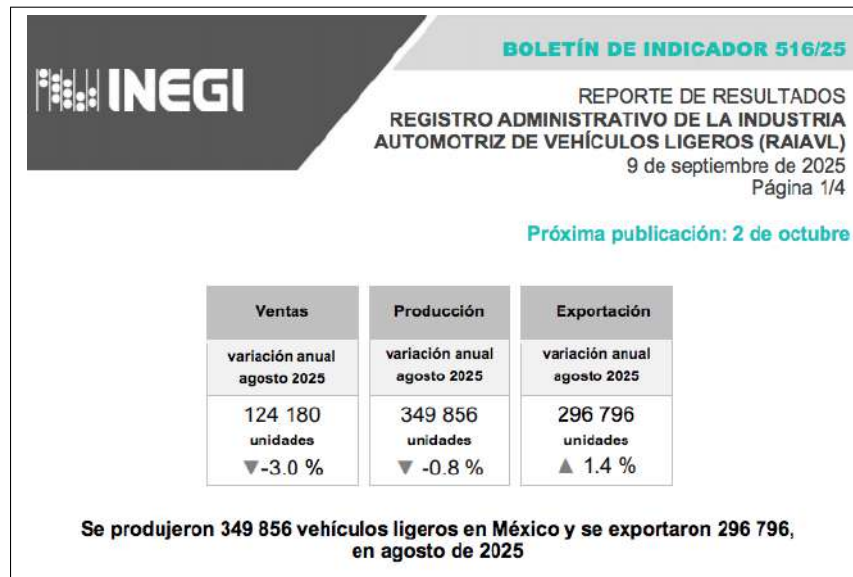 INEGI
BOLETÍN DE INDICADOR 516/25
REPORTE DE RESULTADOS
REGISTRO ADMINISTRATIVO DE LA INDUSTRIA
AUTOMOTRIZ DE VEHÍCULOS LIGEROS (RAIAVL)
9 de septiembre de 2025
Página 1/4
Próxima publicación: 2 de octubre
Ventas Producción Exportación
variación anual variación anual variación anual
agosto 2025 agosto 2025 agosto 2025
124 180 349 856 296 796
unidades unidades unidades
▼-3.0 % ▼ -0.8 % ▲ 1.4 %
Se produjeron 349 856 vehículos ligeros en México y se exportaron 296 796,
en agosto de 2025